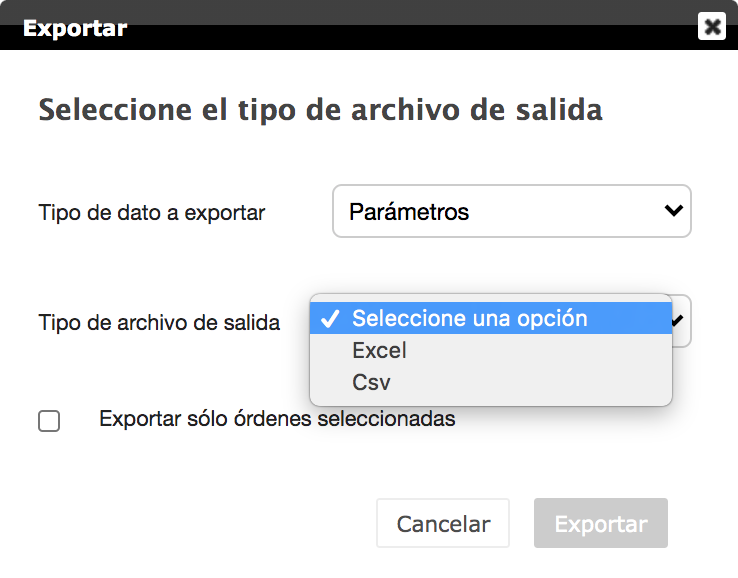 Exportar
Seleccione el tipo de archivo de salida
Tipo de dato a exportar
Parámetros
Tipo de archivo de salida
Seleccione una opción
Excel
Csv
Exportar sólo órdenes seleccionadas
Cancelar
Exportar